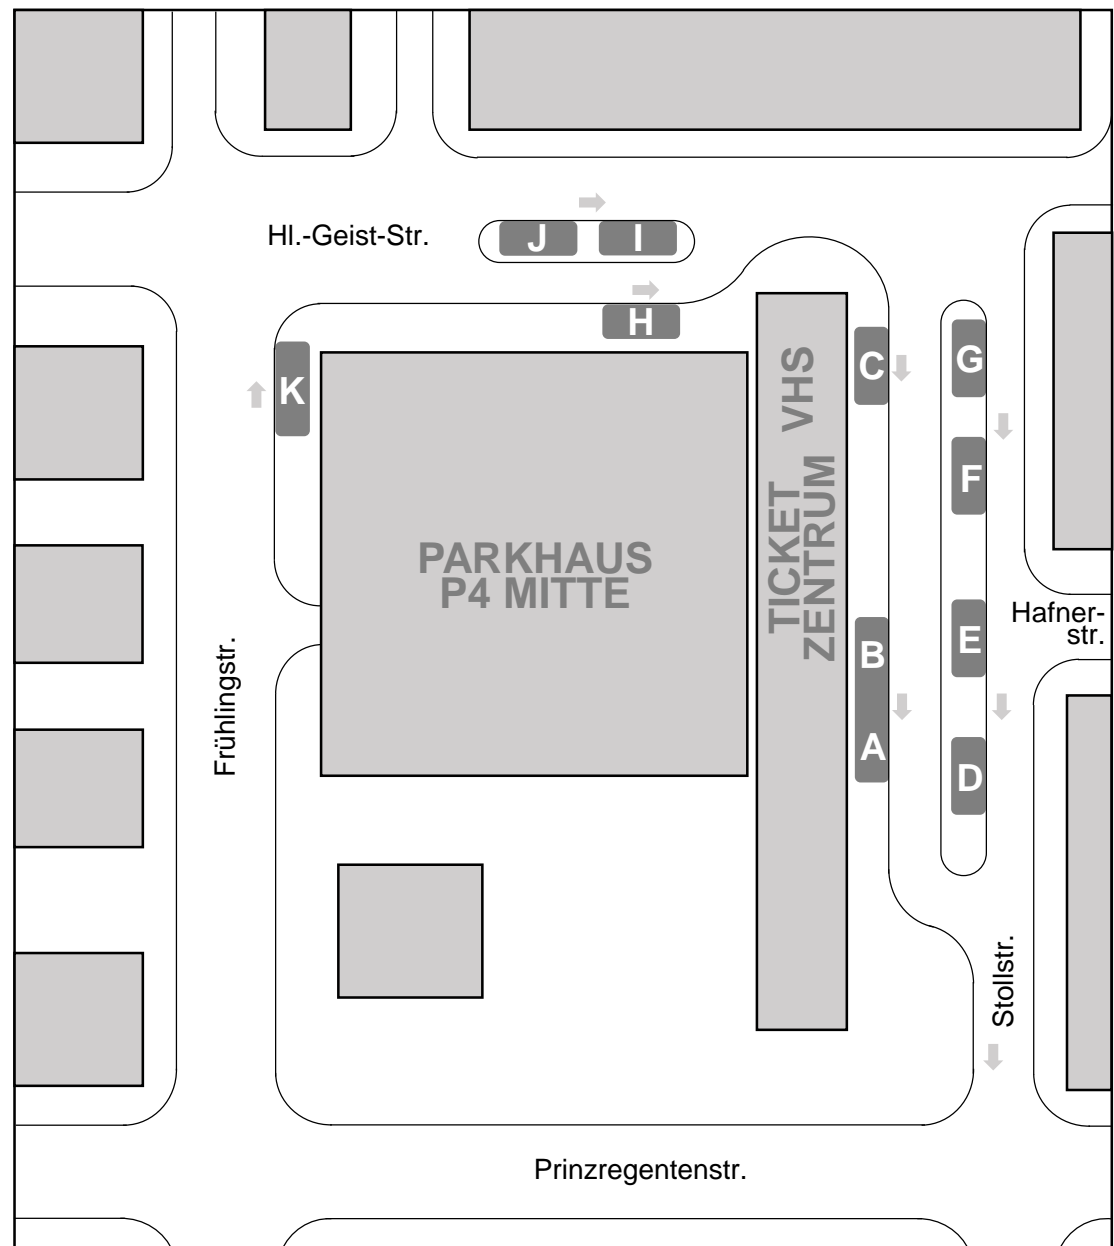 Hl.-Geist-Str.
J
I
H
K
C
G
VHS
F
TICKET
ZENTRUM
PARKHAUS
P4 MITTE
Hafner-
str.
B
E
Frühlingstr.
A
D
Stollstr.
Prinzregentenstr.